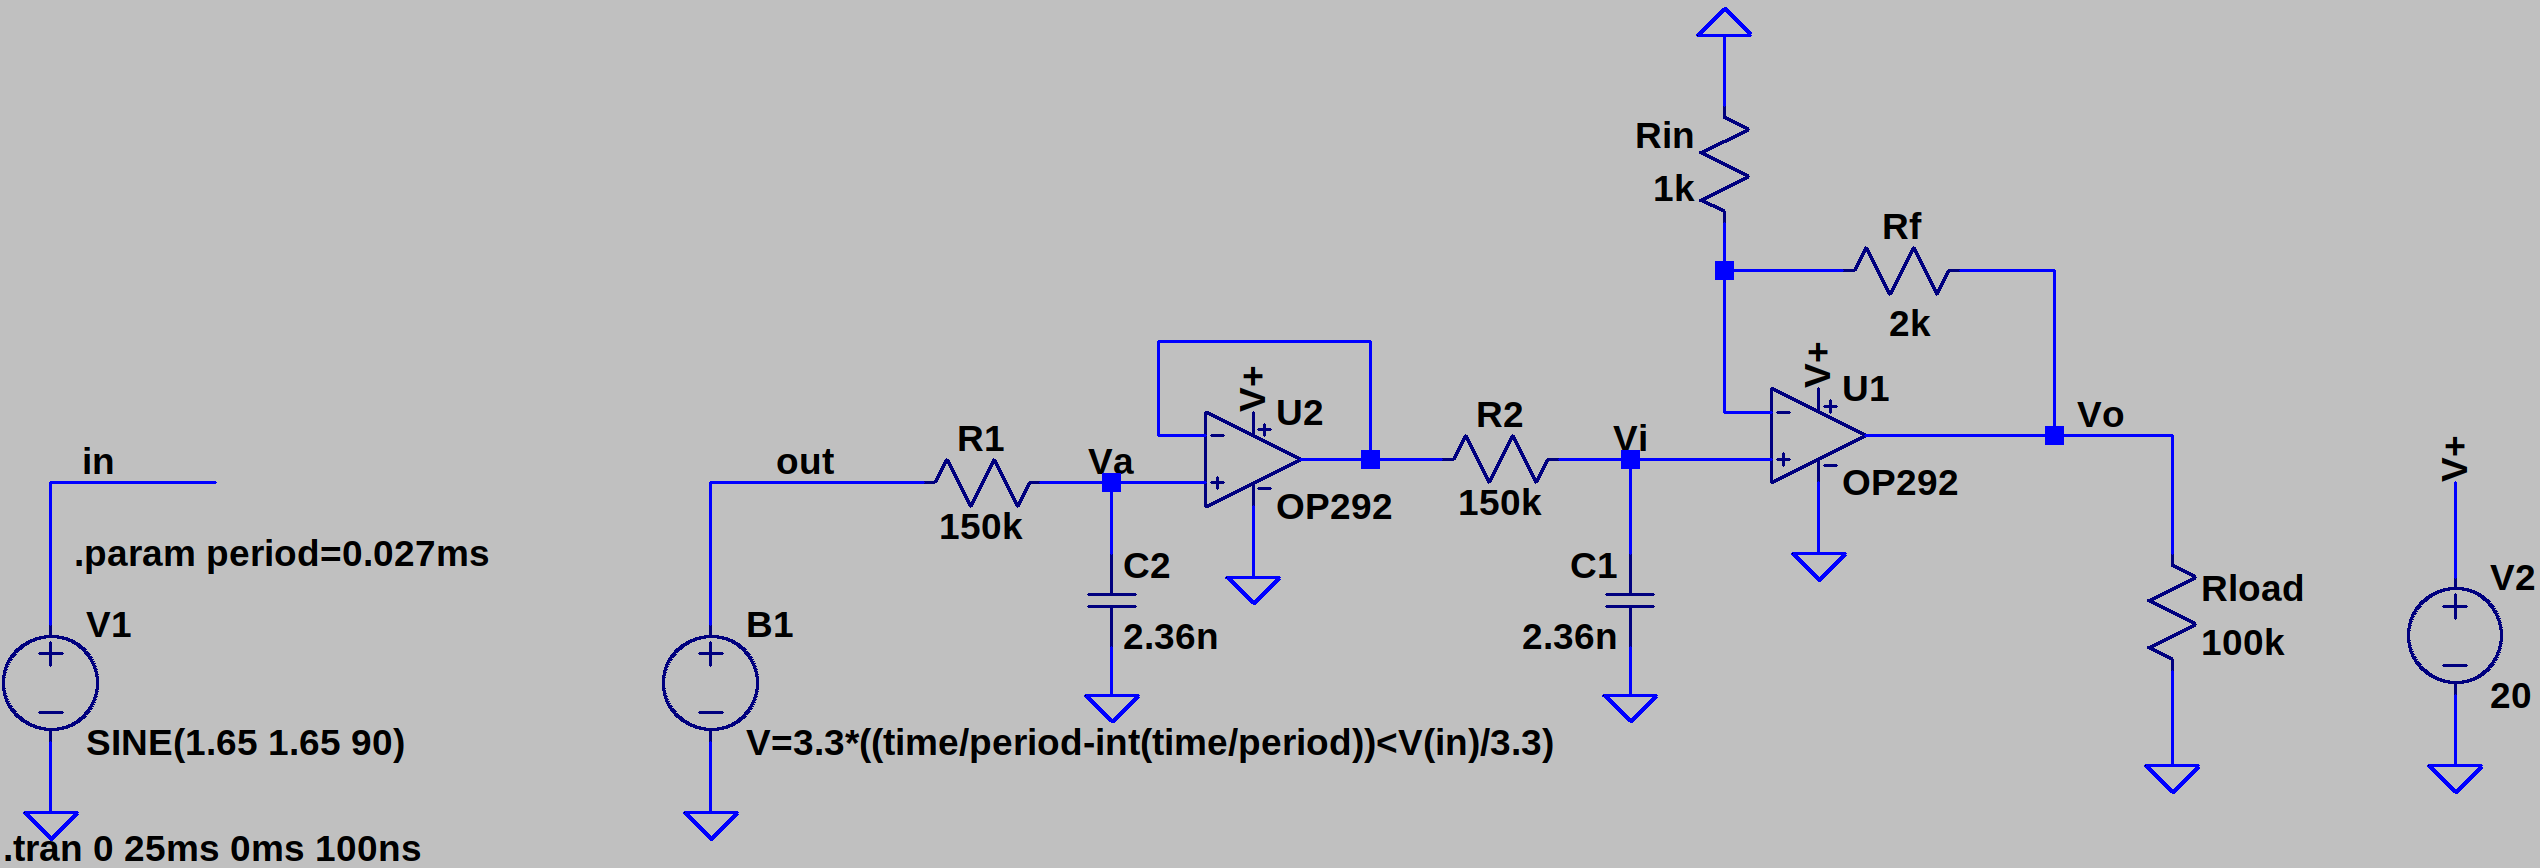 Rin
1k
Rf
2k
V+
U1
OP292
Vo
V+
U2
OP292
R2
150k
Vi
C1
2.36n
in
.param period=0.027ms
V1
SINE(1.65 1.65 90)
.tran 0 25ms 0ms 100ns
out
R1
150k
Va
C2
2.36n
B1
V=3.3*((time/period-int(time/period))<V(in)/3.3)
Rload
100k
V+
V2
20